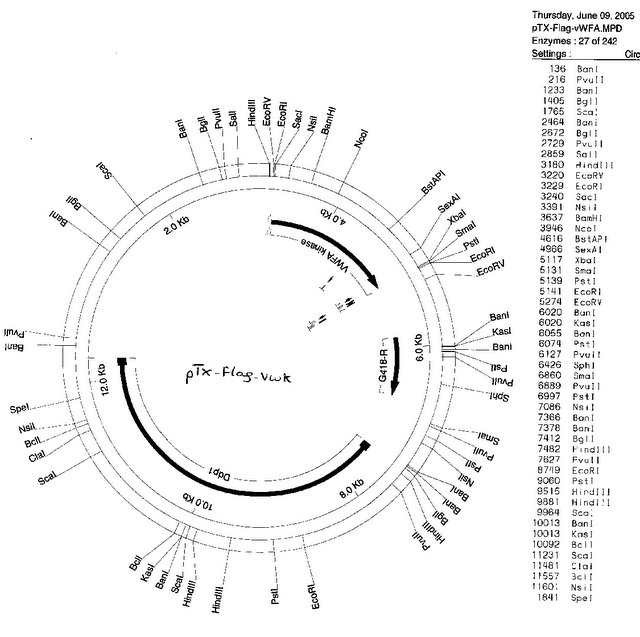 Thursday, June 09, 2005
pTX-Flag-vWFA.MPD
Enzymes : 27 of 242
Settings : Circ
136 BanI
216 PvuII
1233 BanI
1405 BglI
1765 ScaI
2464 BanI
2672 BglI
2729 PvuII
2859 SalI
3180 HindIII
3220 EcoRV
3229 EcoRI
3240 SacI
3391 NsiI
3637 BamHI
3946 NcoI
4616 BstAPI
4966 SexAI
5117 XbaI
5131 SmaI
5139 PstI
5141 EcoRI
5274 EcoRV
6020 BanI
6020 KasI
6055 BanI
6074 PstI
6127 PvuII
6426 SphI
6860 SmaI
6889 PvuII
6997 PstI
7086 NsiI
7366 BanI
7378 BanI
7412 BglI
7482 HindIII
7627 PvuII
8749 EcoRI
9060 PstI
9515 HindIII
9881 HindIII
9964 ScaI
10013 BanI
10013 KasI
10092 BclI
11231 ScaI
11481 ClaI
11557 BclI
11601 NsiI
1841 SpeI
HindIII
EcoRV
EcoRI
SacI
NsiI
BamHI
NcoI
BstAPI
SexAI
XbaI
SmaI
PstI
EcoRI
EcoRV
BanI
KasI
BanI
PstI
PvuII
SphI
SmaI
PvuII
PstI
NsiI
BanI
BanI
BglI
HindIII
PvuII
EcoRI
PstI
HindIII
HindIII
ScaI
BanI
KasI
BclI
ScaI
ClaI
BclI
NsiI
SpeI
BanI
PvuII
BanI
BglI
ScaI
BanI
BglI
PvuII
SalI
2.0 Kb
4.0 Kb
6.0 Kb
8.0 Kb
10.0 Kb
12.0 Kb
VWFA kinase
G418-R
Ddp1
pTX-Flag-vwk